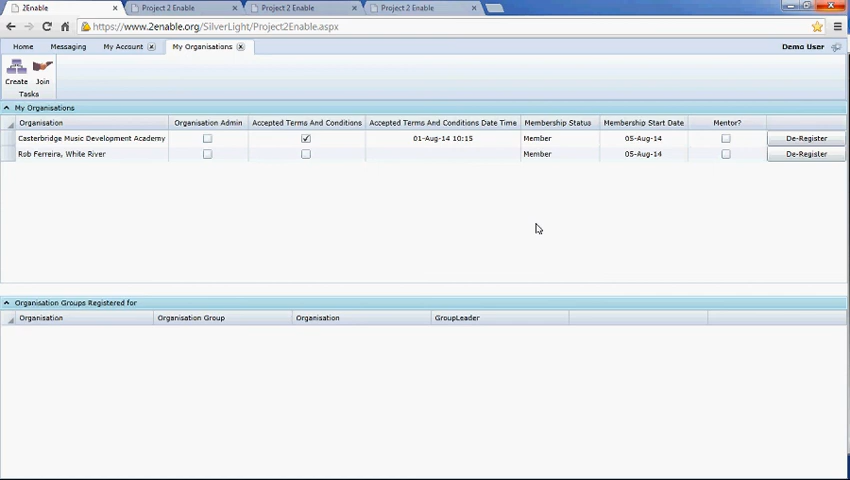 2Enable Project 2 Enable Project 2 Enable Project 2 Enable
https://www.2enable.org/SilverLight/Project2Enable.aspx
Home Messaging My Account My Organisations Demo User
Create Join
Tasks
My Organisations
Organisation Organisation Admin Accepted Terms And Conditions Accepted Terms And Conditions Date Time Membership Status Membership Start Date Mentor?
Casterbridge Music Development Academy 01-Aug-14 10:15 Member 05-Aug-14 De-Register
Rob Ferreira, White River Member 05-Aug-14 De-Register
Organisation Groups Registered for
Organisation Organisation Group Organisation GroupLeader